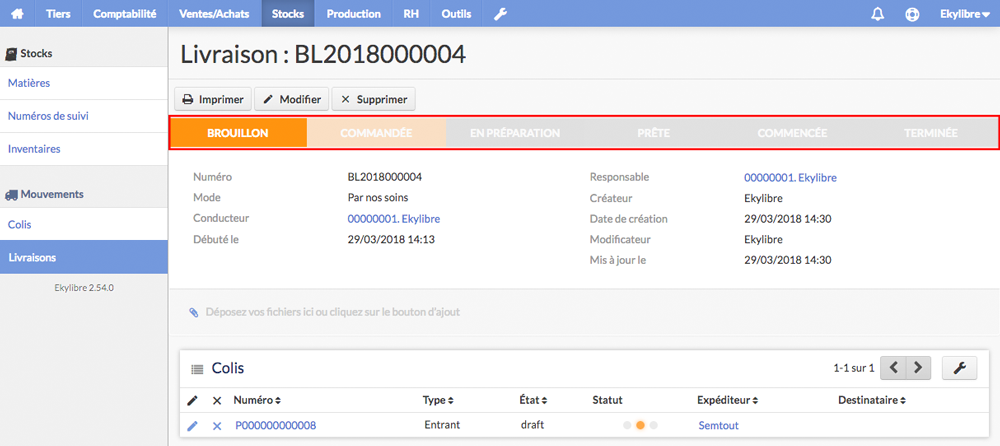 Tiers Comptabilité Ventes/Achats Stocks Production RH Outils Ekylibre
Stocks
Matières
Numéros de suivi
Inventaires
Mouvements
Colis
Livraisons
Ekylibre 2.54.0
Livraison : BL2018000004
Imprimer Modifier Supprimer
BROUILLON COMMANDÉE EN PRÉPARATION PRÊTE COMMENCÉE TERMINÉE
Numéro BL2018000004
Mode Par nos soins
Conducteur 00000001. Ekylibre
Débuté le 29/03/2018 14:13
Responsable 00000001. Ekylibre
Créateur Ekylibre
Date de création 29/03/2018 14:30
Modificateur Ekylibre
Mis à jour le 29/03/2018 14:30
Déposez vos fichiers ici ou cliquez sur le bouton d'ajout
Colis 1-1 sur 1
Numéro Type État Statut Expéditeur Destinataire
P000000000008 Entrant draft Semtout